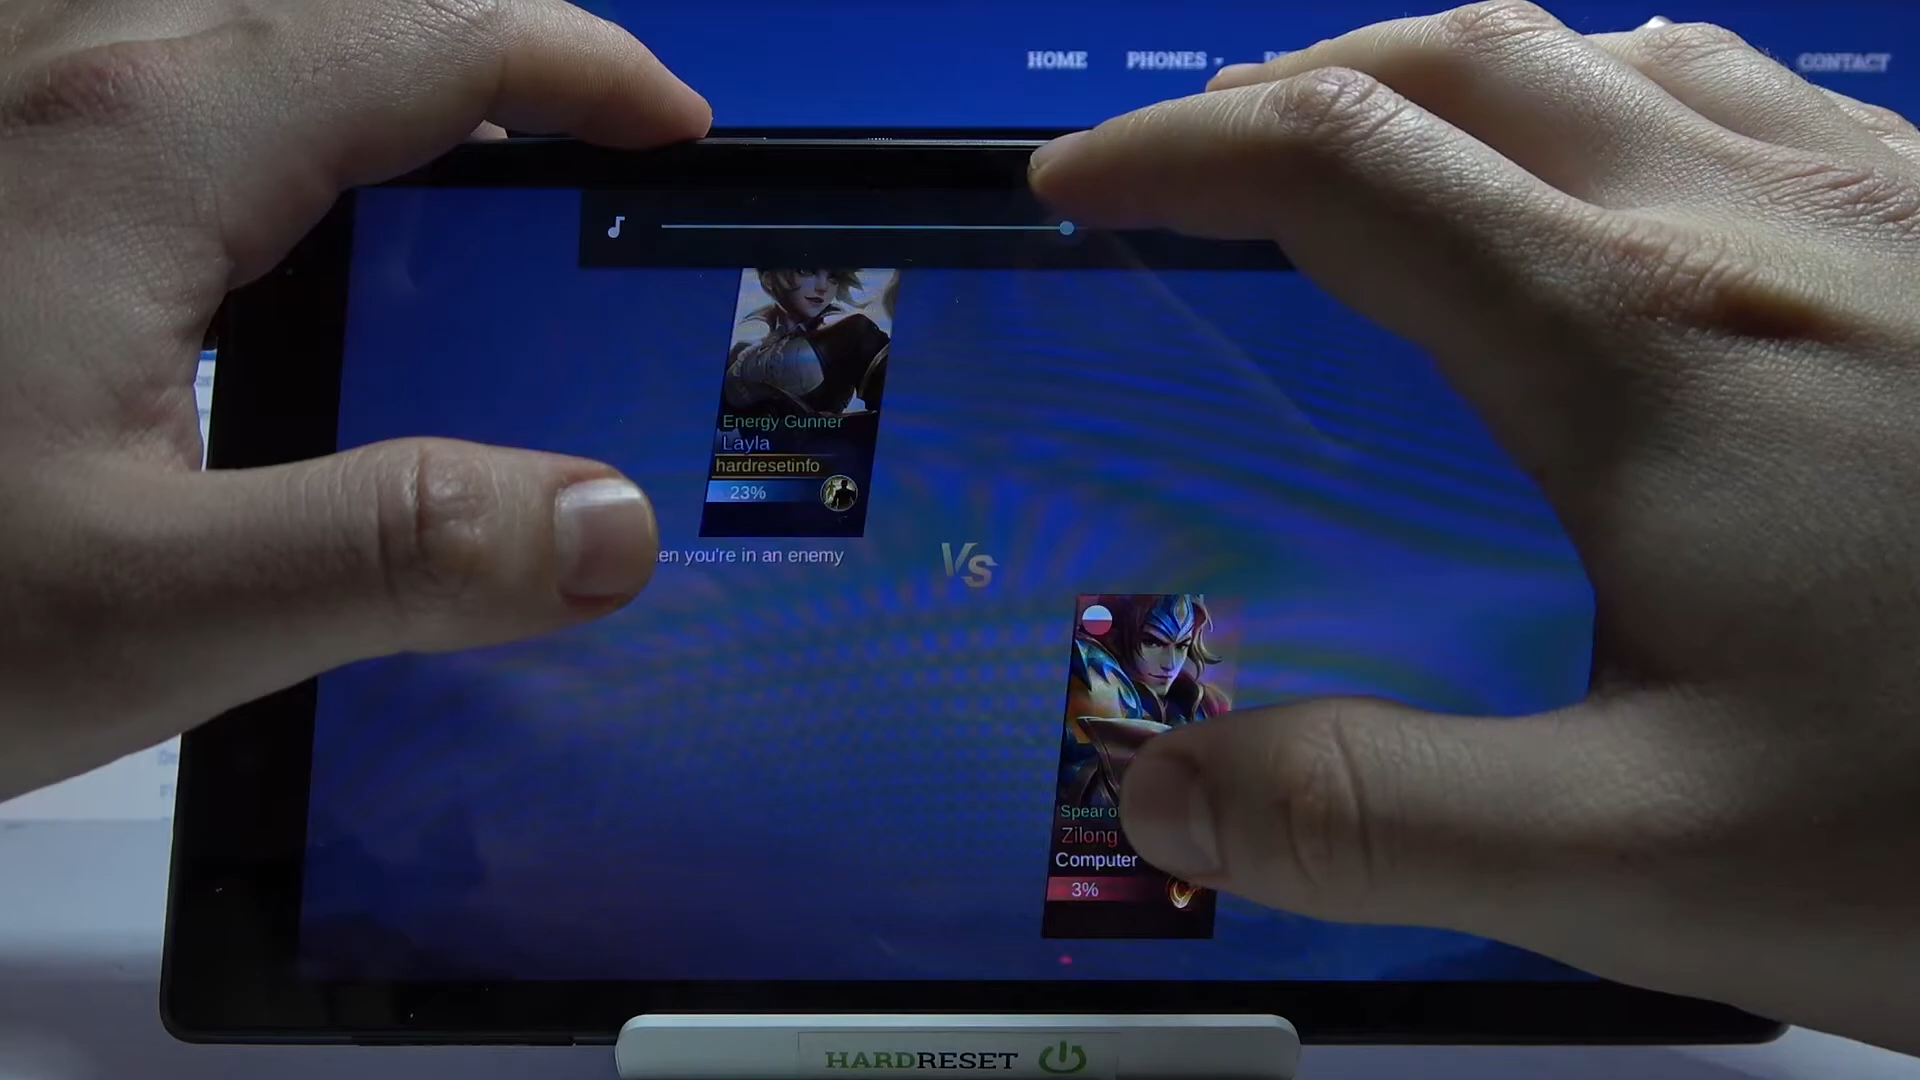 HOME PHONES CONTACT
Energy Gunner
Layla
hardresetinfo
23%
you're in an enemy
Vs
Spear
Zilong
Computer
3%
HARDRESET